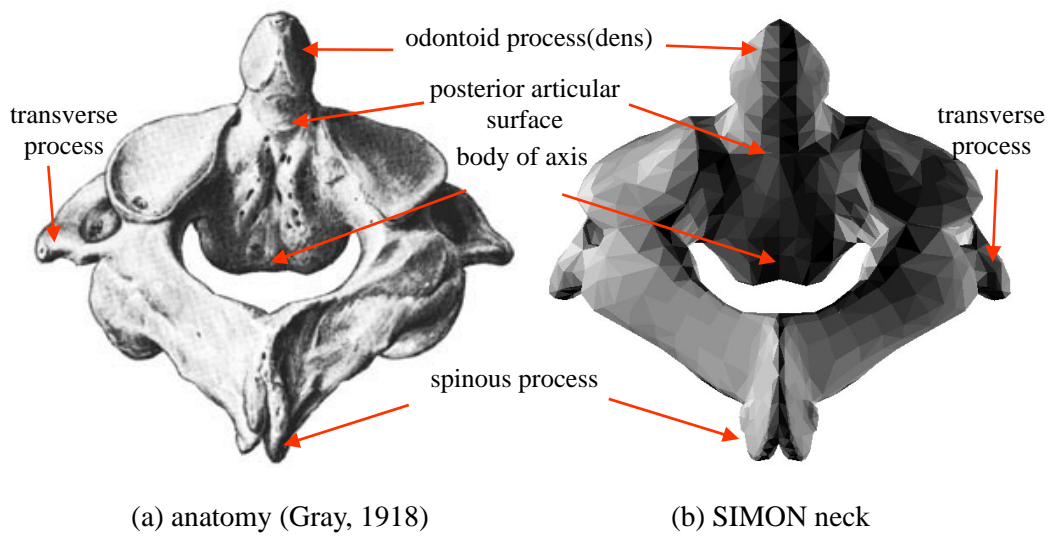 odontoid process(dens)
posterior articular
surface
transverse
process
transverse
process
body of axis
spinous process
(a) anatomy (Gray, 1918)
(b) SIMON neck